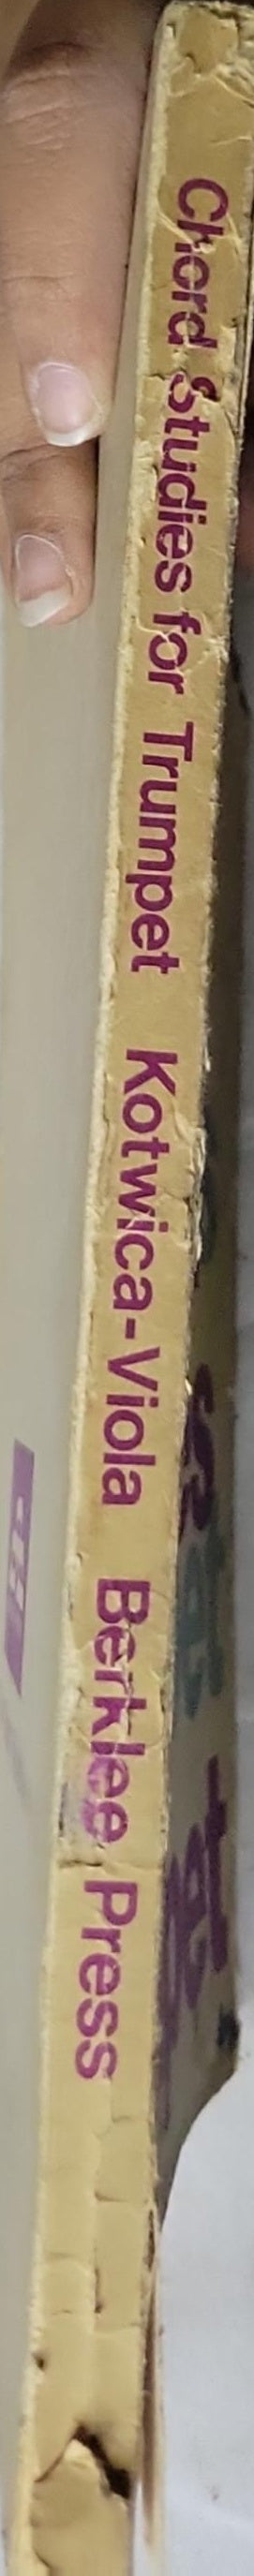 Chord Studies for Trumpet Kotwica-Viola Berklee Press